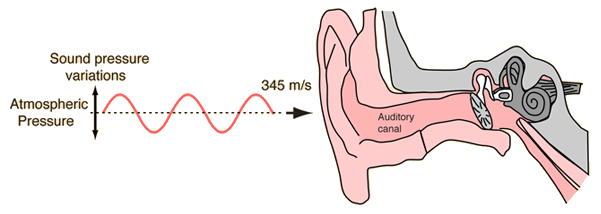 Sound pressure
variations
Atmospheric
Pressure
345 m/s
Auditory
canal